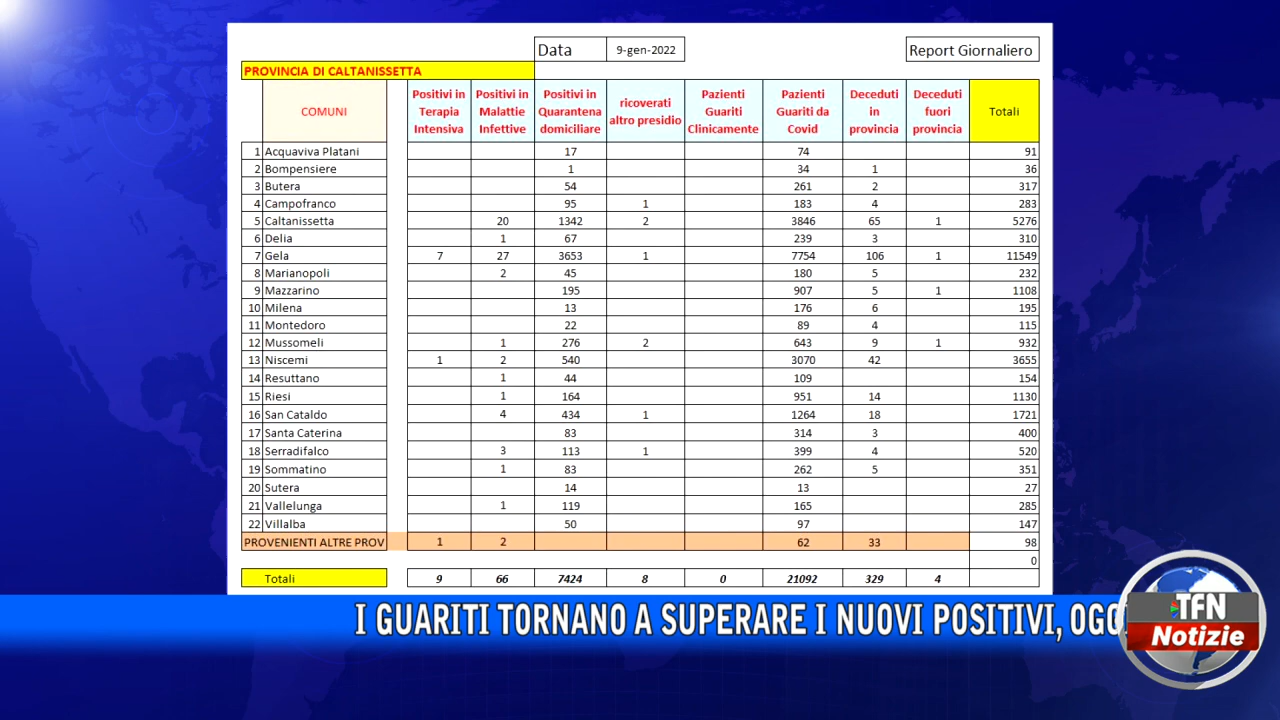 Data 9-gen-2022 Report Giornaliero
PROVINCIA DI CALTANISSETTA
COMUNI Positivi in Terapia Intensiva Positivi in Malattie Infettive Positivi in Quarantena domiciliare ricoverati altro presidio Pazienti Guariti Clinicamente Pazienti Guariti da Covid Deceduti in provincia Deceduti fuori provincia Totali
1 Acquaviva Platani 17 74 91
2 Bompensiere 1 34 1 36
3 Butera 54 261 2 317
4 Campofranco 95 1 183 4 283
5 Caltanissetta 20 1342 2 3846 65 1 5276
6 Delia 1 67 239 3 310
7 Gela 7 27 3653 1 7754 106 1 11549
8 Marianopoli 2 45 180 5 232
9 Mazzarino 195 907 5 1 1108
10 Milena 13 176 6 195
11 Montedoro 22 89 4 115
12 Mussomeli 1 276 2 643 9 1 932
13 Niscemi 1 2 540 3070 42 3655
14 Resuttano 1 44 109 154
15 Riesi 1 164 951 14 1130
16 San Cataldo 4 434 1 1264 18 1721
17 Santa Caterina 83 314 3 400
18 Serradifalco 3 113 1 399 4 520
19 Sommatino 1 83 262 5 351
20 Sutera 14 13 27
21 Vallelunga 1 119 165 285
22 Villalba 50 97 147
PROVENIENTI ALTRE PROV 1 2 62 33 98
0
Totali 9 66 7424 8 0 21092 329 4
I GUARITI TORNANO A SUPERARE I NUOVI POSITIVI, OGG
TFN
Notizie